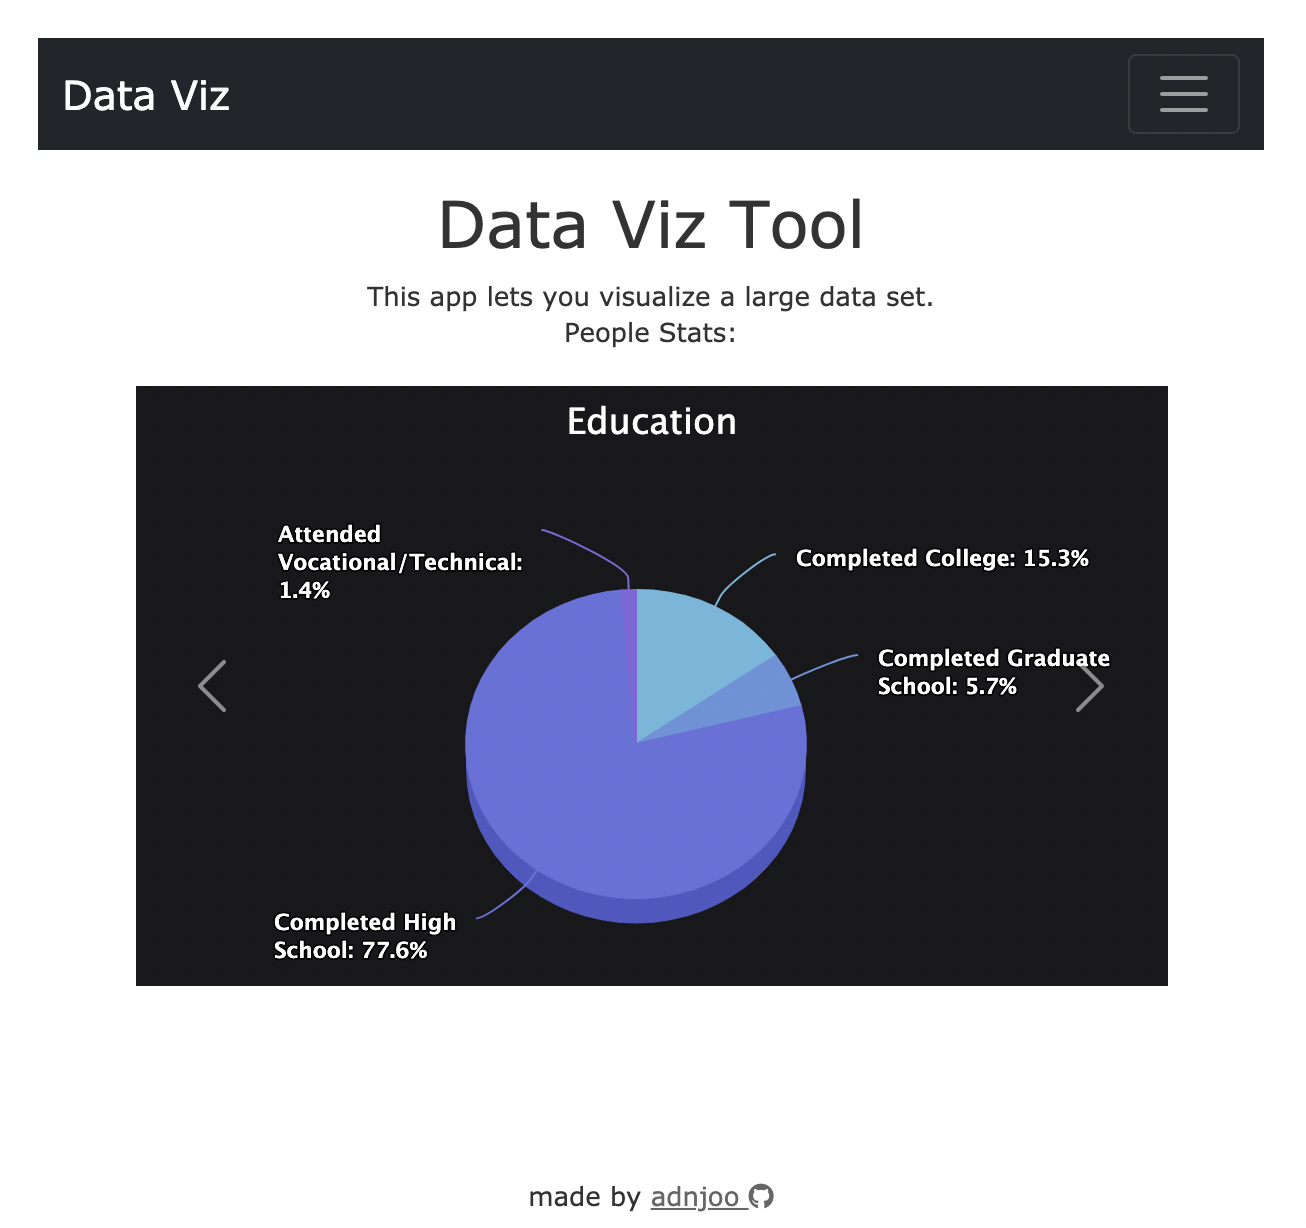 Data Viz
Data Viz Tool
This app lets you visualize a large data set.
People Stats:
Education
Attended
Vocational/Technical:
1.4%
Completed College: 15.3%
Completed Graduate
School: 5.7%
Completed High
School: 77.6%
made by adnjoo